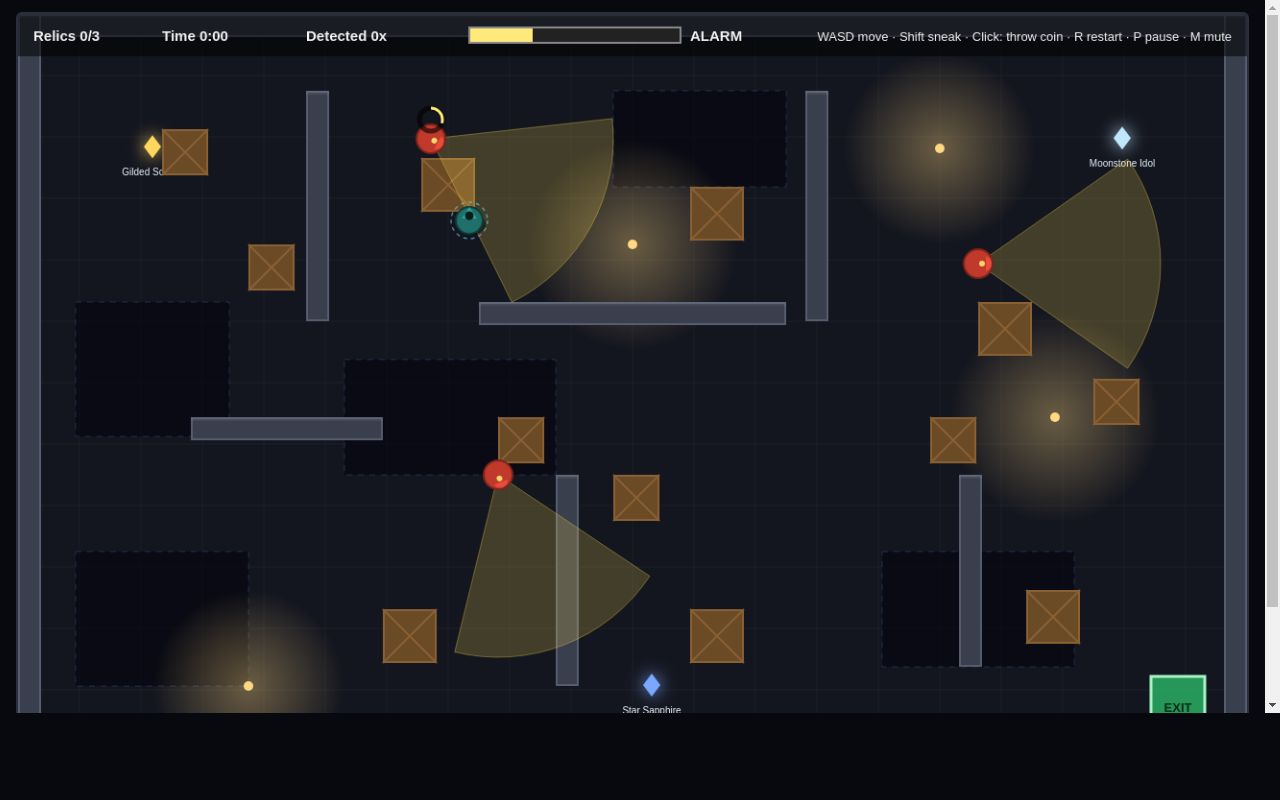 Relics 0/3 Time 0:00 Detected 0x ALARM WASD move · Shift sneak · Click: throw coin · R restart · P pause · M mute
Gilded
Moonstone Idol
Star Sapphire
EXIT